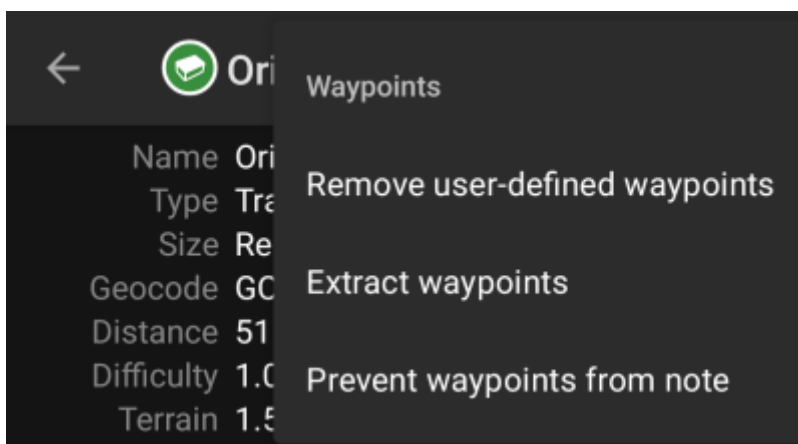 Ori
Waypoints
Name Ori
Remove user-defined waypoints
Type Tra
Size Re
Geocode GC
Extract waypoints
Distance 51
Difficulty 1.0
Prevent waypoints from note
Terrain 1.5